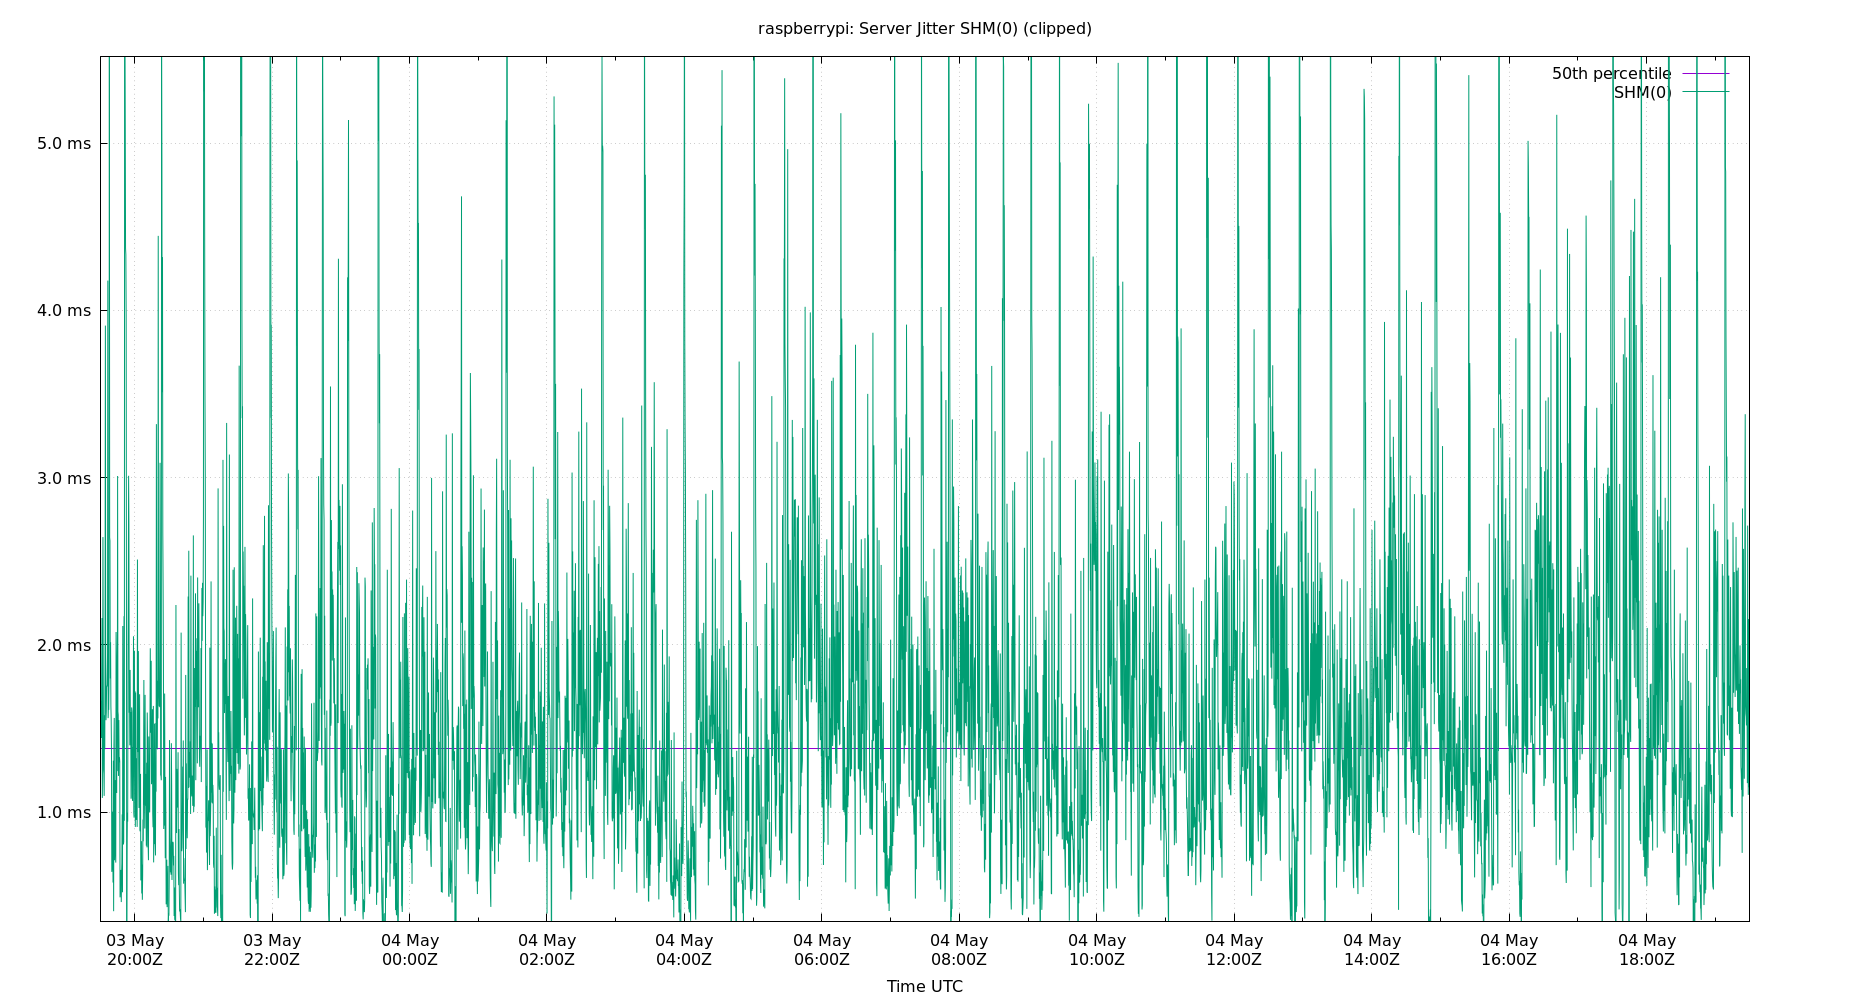 raspberrypi: Server Jitter SHM(0) (clipped)
50th percentile
SHM(0)
5.0 ms
4.0 ms
3.0 ms
2.0 ms
1.0 ms
03 May 03 May 04 May 04 May 04 May 04 May 04 May 04 May 04 May 04 May 04 May 04 May
20:00Z 22:00Z 00:00Z 02:00Z 04:00Z 06:00Z 08:00Z 10:00Z 12:00Z 14:00Z 16:00Z 18:00Z
Time UTC